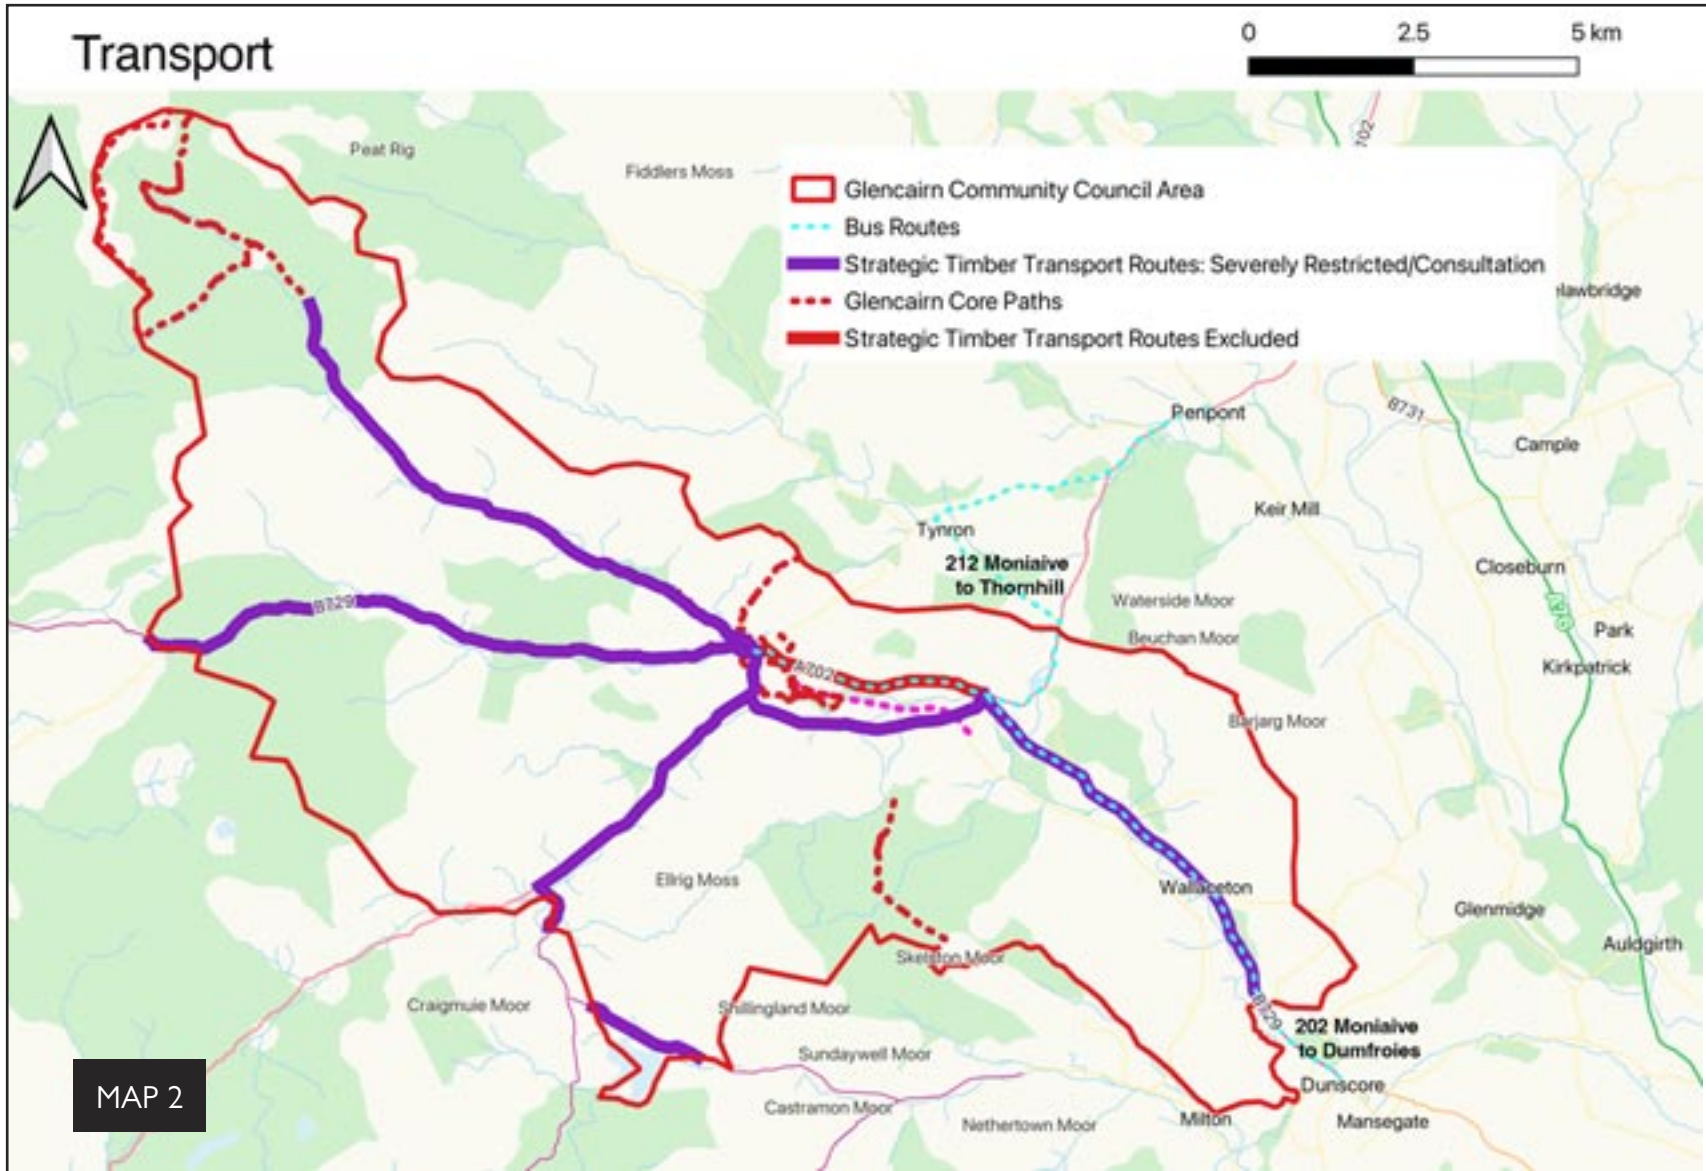 Transport
0 2.5 5 km
Peat Rig
Fiddlers Moss
Glencairn Community Council Area
Bus Routes
Strategic Timber Transport Routes: Severely Restricted/Consultation
Glencairn Core Paths
Strategic Timber Transport Routes Excluded
Penpont
B731
Cample
Keir Mill
Tynron
212 Moniaive
to Thornhill
Closeburn
Waterside Moor
B729
Beuchan Moor
Park
Kirkpatrick
A702
Barjarg Moor
Ellrig Moss
Wallaceton
Glenmidge
Auldgirth
Skelston Moor
Craigmuie Moor
Shillingland Moor
B729
202 Moniaive
to Dumfroies
Sundaywell Moor
Dunscore
MAP 2
Castramon Moor
Milton
Nethertown Moor
Mansegate